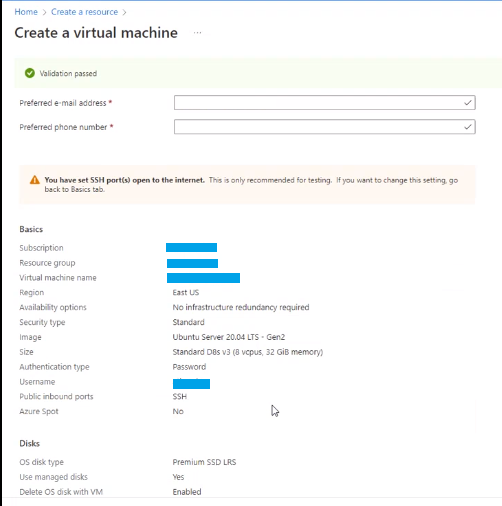 Home > Create a resource >
Create a virtual machine ...
Validation passed
Preferred e-mail address *
Preferred phone number *
You have set SSH port(s) open to the internet. This is only recommended for testing. If you want to change this setting, go
back to Basics tab.
Basics
Subscription
Resource group
Virtual machine name
Region East US
Availability options No infrastructure redundancy required
Security type Standard
Image Ubuntu Server 20.04 LTS - Gen2
Size Standard D8s v3 (8 vcpus, 32 GiB memory)
Authentication type Password
Username
Public inbound ports SSH
Azure Spot No
Disks
OS disk type Premium SSD LRS
Use managed disks Yes
Delete OS disk with VM Enabled